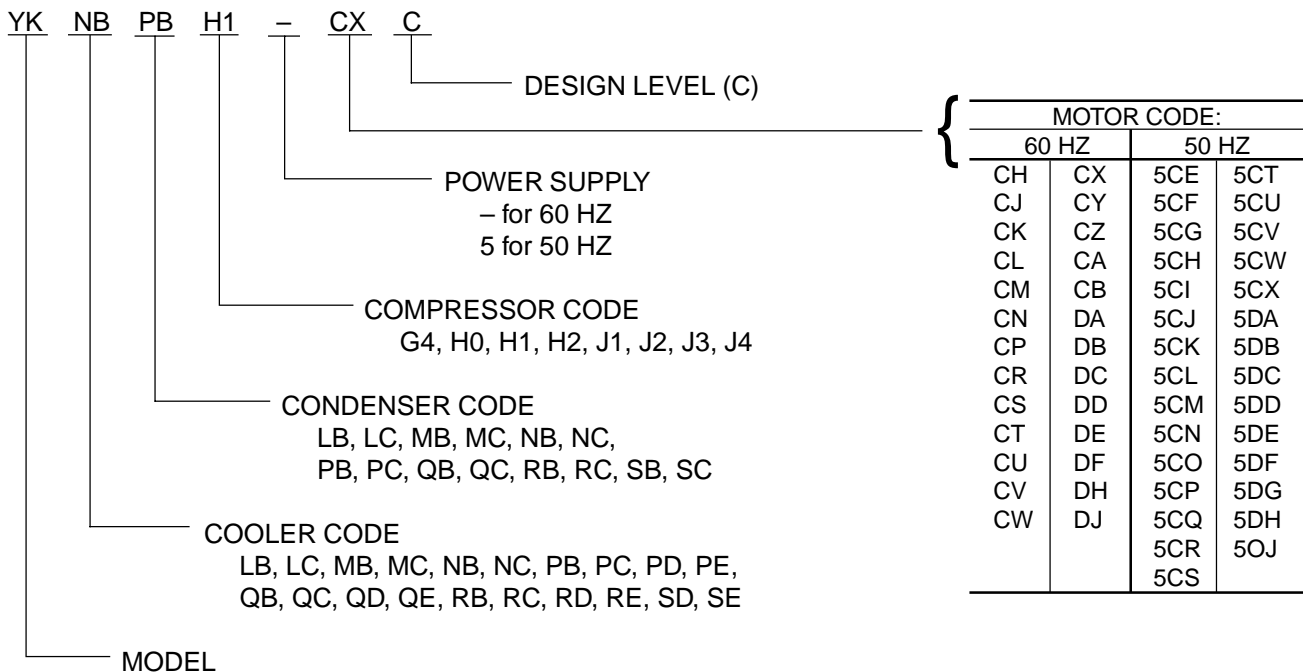 YK NB PB H1 – CX C
DESIGN LEVEL (C)
POWER SUPPLY
– for 60 HZ
5 for 50 HZ
COMPRESSOR CODE
G4, H0, H1, H2, J1, J2, J3, J4
CONDENSER CODE
LB, LC, MB, MC, NB, NC,
PB, PC, QB, QC, RB, RC, SB, SC
COOLER CODE
LB, LC, MB, MC, NB, NC, PB, PC, PD, PE,
QB, QC, QD, QE, RB, RC, RD, RE, SD, SE
MODEL
{ MOTOR CODE:
60 HZ 50 HZ
CH CX 5CE 5CT
CJ CY 5CF 5CU
CK CZ 5CG 5CV
CL CA 5CH 5CW
CM CB 5CI 5CX
CN DA 5CJ 5DA
CP DB 5CK 5DB
CR DC 5CL 5DC
CS DD 5CM 5DD
CT DE 5CN 5DE
CU DF 5CO 5DF
CV DH 5CP 5DG
CW DJ 5CQ 5DH
5CR 5OJ
5CS